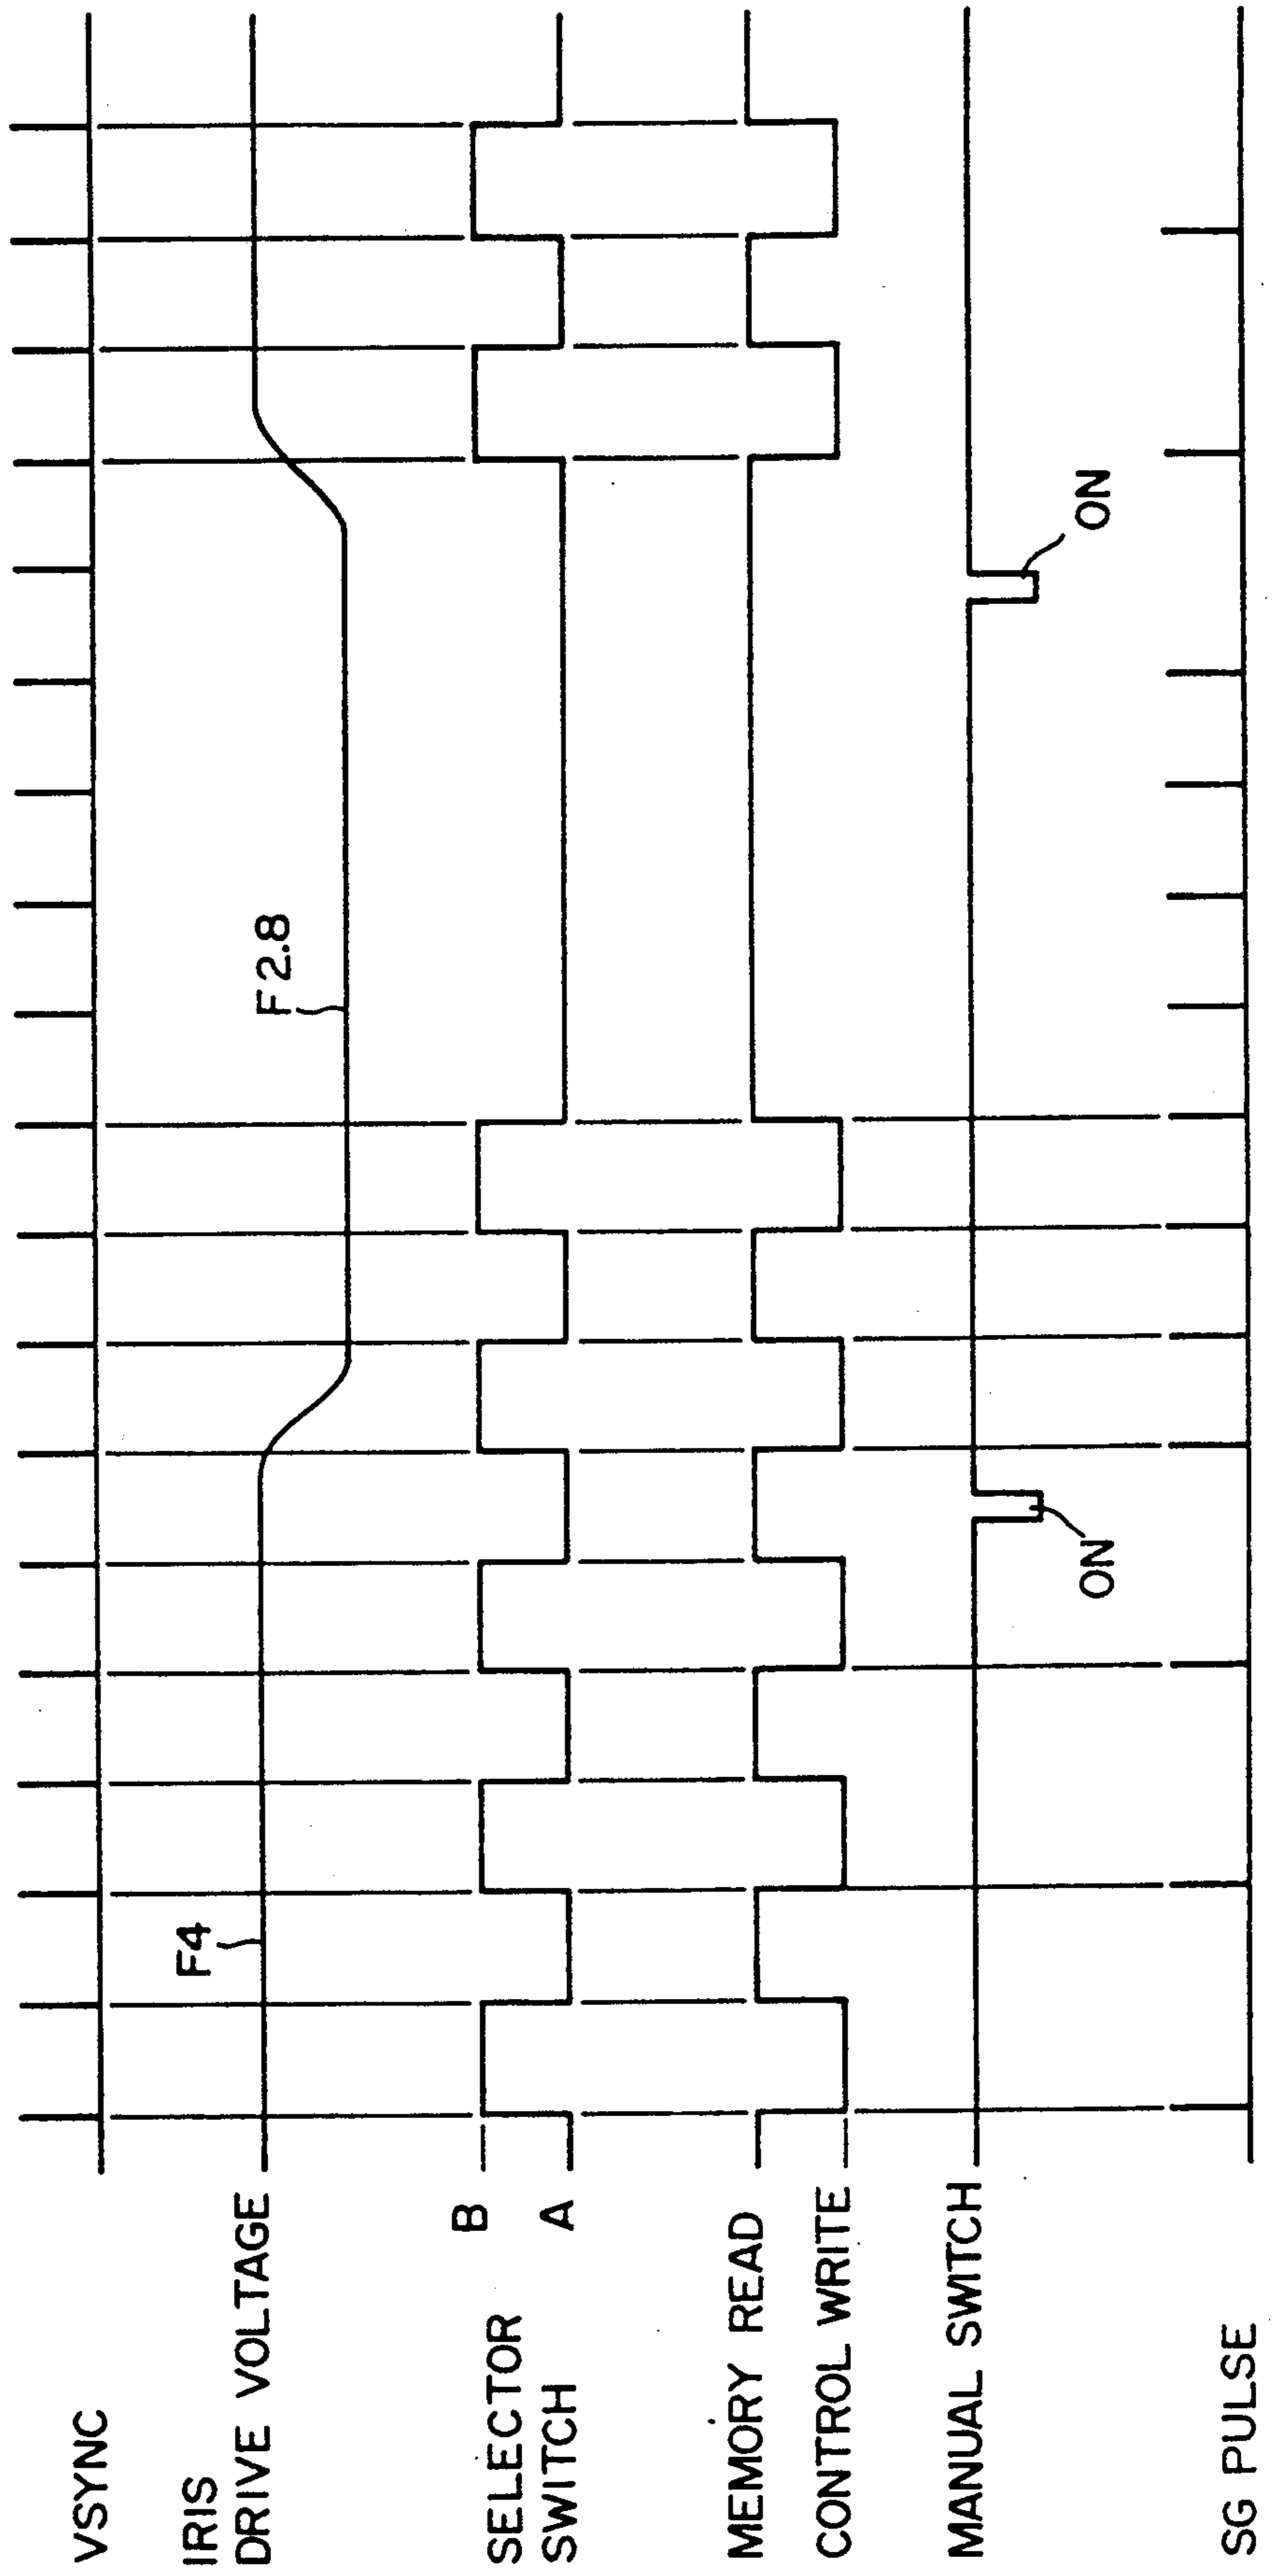 VSYNC
IRIS
DRIVE VOLTAGE
F4
F2.8
SELECTOR
SWITCH
B
A
MEMORY READ
CONTROL WRITE
MANUAL SWITCH
ON
ON
SG PULSE